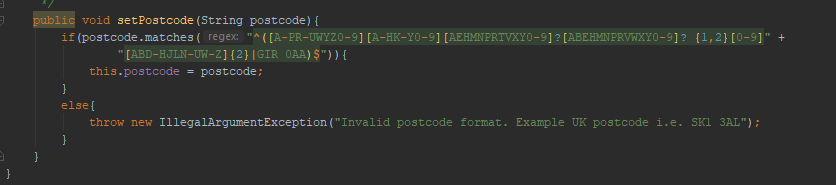 */
public void setPostcode(String postcode){
if(postcode.matches( regex: "^([A-PR-UWYZ0-9][A-HK-Y0-9][AEHMNPRTVXY0-9]?[ABEHMNPRVWXY0-9]? {1,2}[0-9]" +
"[ABD-HJLN-UW-Z]{2}|GIR 0AA)$")){
this.postcode = postcode;
}
else{
throw new IllegalArgumentException("Invalid postcode format. Example UK postcode i.e. SK1 3AL");
}
}
}